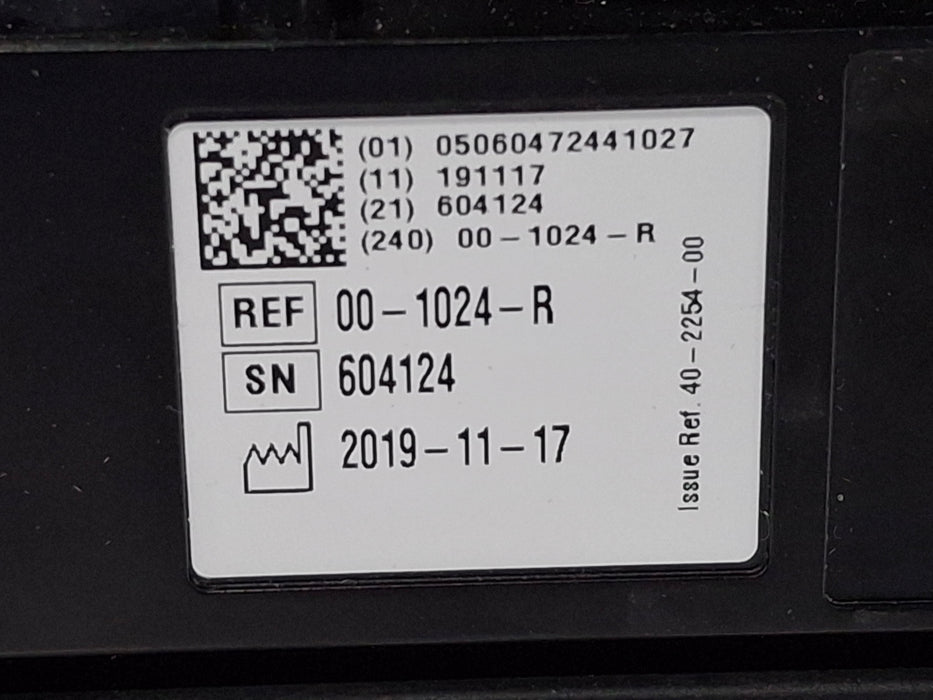 (01) 05060472441027
(11) 191117
(21) 604124
(240) 00-1024-R
REF 00-1024-R
SN 604124
2019-11-17
Issue Ref. 40-2254-00